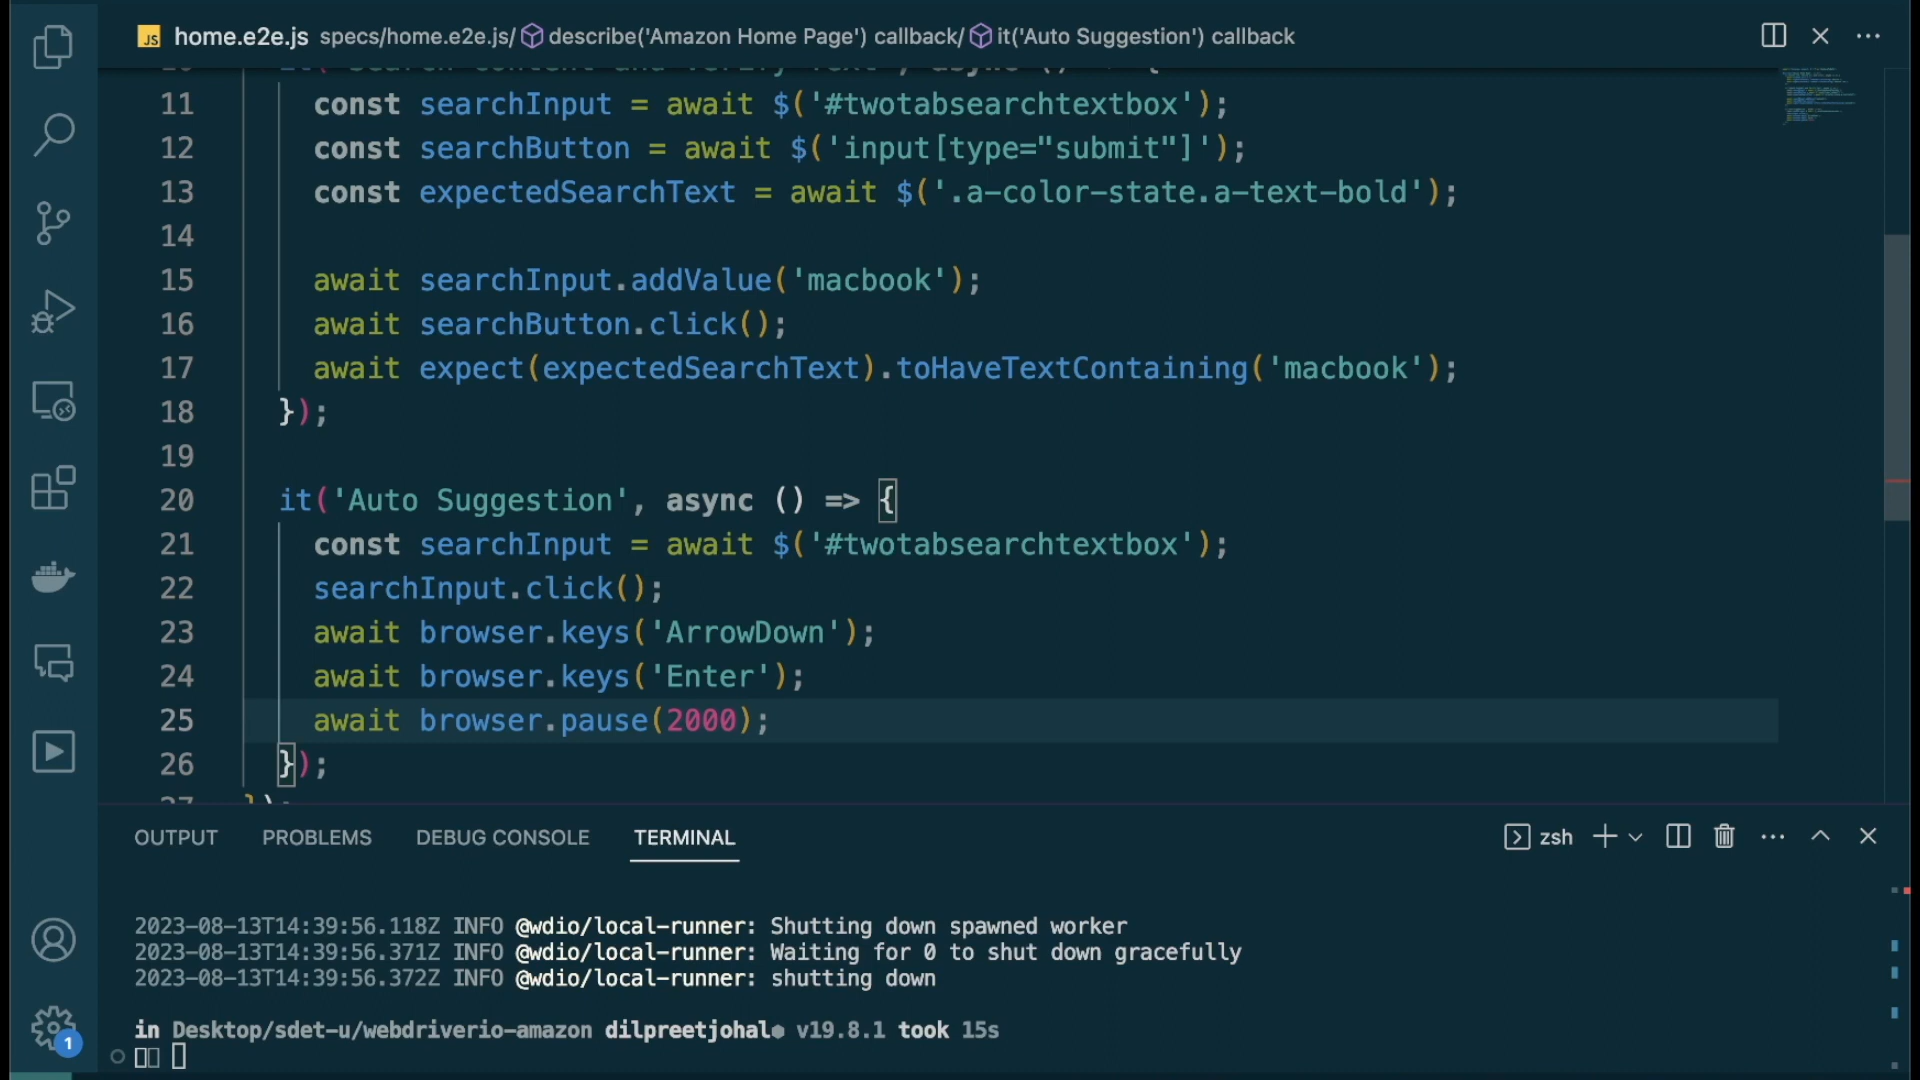 JS home.e2e.js specs/home.e2e.js/ describe('Amazon Home Page') callback/ it('Auto Suggestion') callback
11 const searchInput = await $('#twotabsearchtextbox');
12 const searchButton = await $('input[type="submit"]');
13 const expectedSearchText = await $('.a-color-state.a-text-bold');
14
15 await searchInput.addValue('macbook');
16 await searchButton.click();
17 await expect(expectedSearchText).toHaveTextContaining('macbook');
18 });
19
20 it('Auto Suggestion', async () => {
21 const searchInput = await $('#twotabsearchtextbox');
22 searchInput.click();
23 await browser.keys('ArrowDown');
24 await browser.keys('Enter');
25 await browser.pause(2000);
26 });
OUTPUT PROBLEMS DEBUG CONSOLE TERMINAL zsh
2023-08-13T14:39:56.118Z INFO @wdio/local-runner: Shutting down spawned worker
2023-08-13T14:39:56.371Z INFO @wdio/local-runner: Waiting for 0 to shut down gracefully
2023-08-13T14:39:56.372Z INFO @wdio/local-runner: shutting down
in Desktop/sdet-u/webdriverio-amazon dilpreetjohal● v19.8.1 took 15s
1